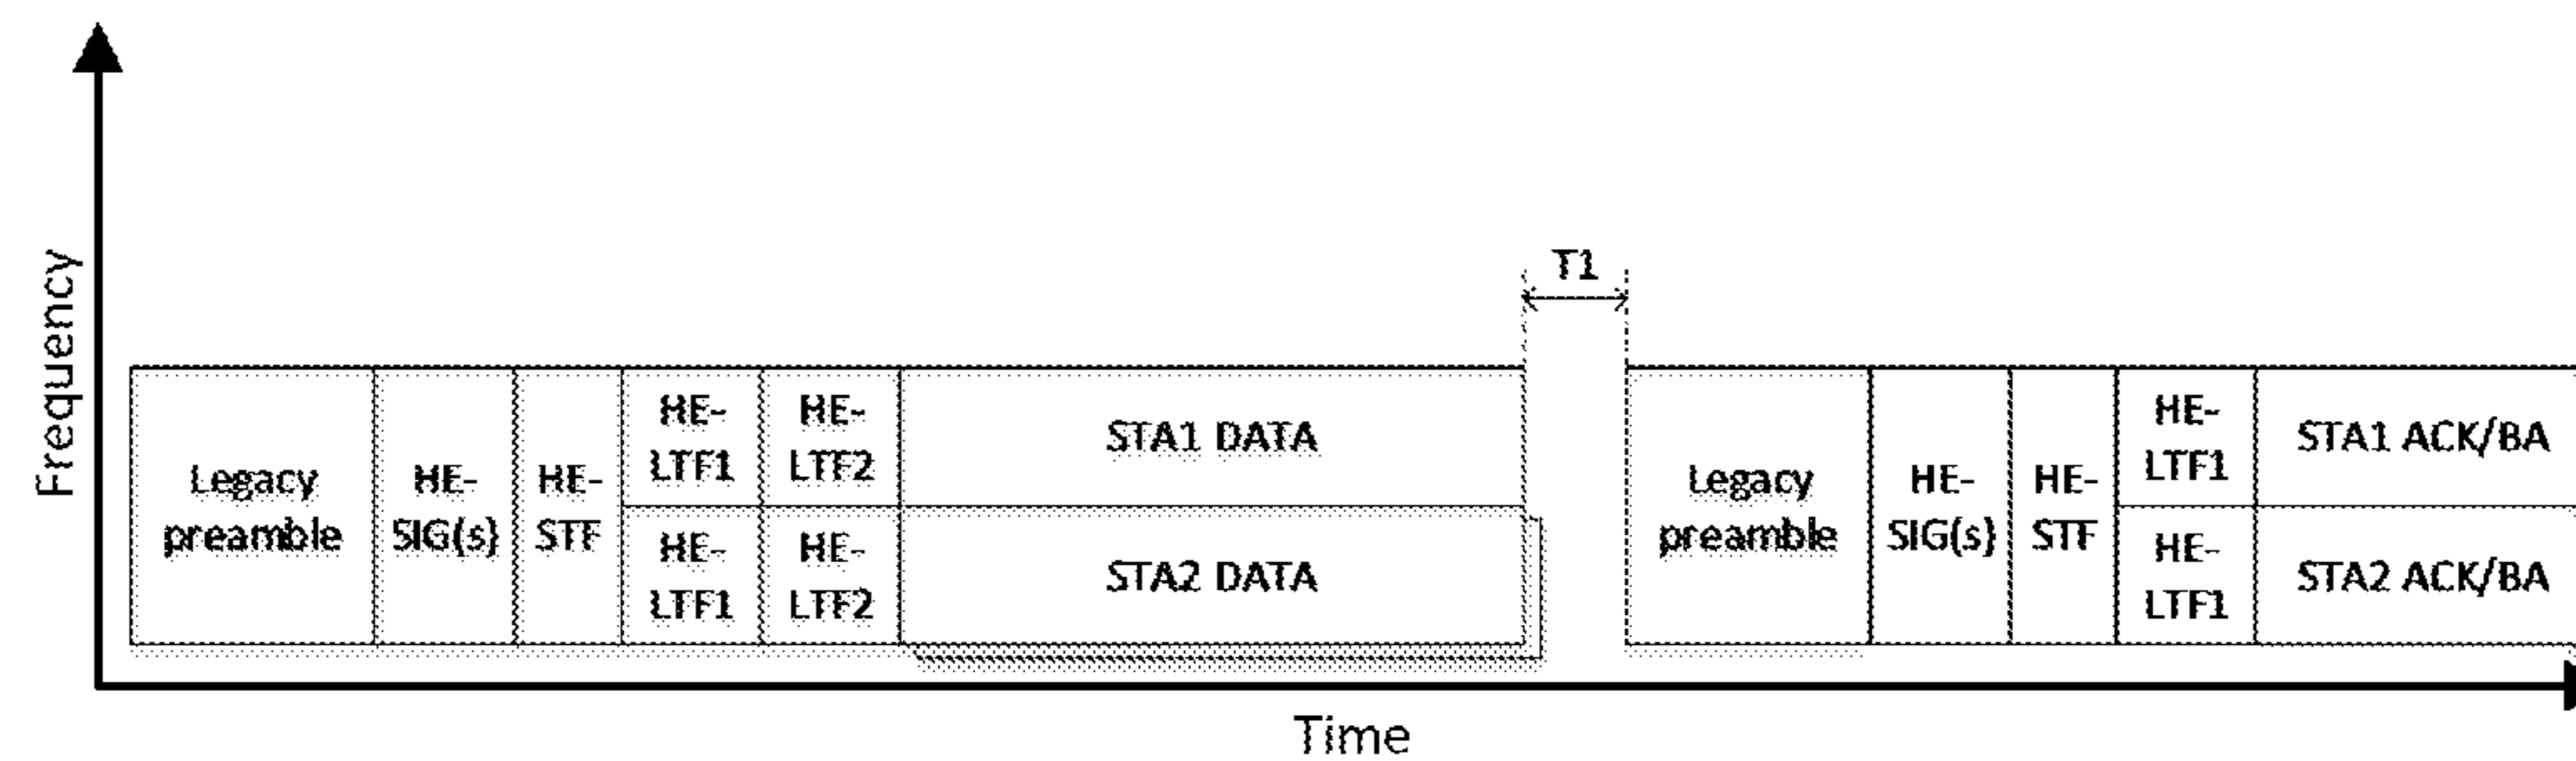 Frequency
T1
Legacy
preamble
HE-
SIG(s)
HE-
STF
HE-
LTF1
HE-
LTF2
STA1 DATA
HE-
LTF1
HE-
LTF2
STA2 DATA
Legacy
preamble
HE-
SIG(s)
HE-
STF
HE-
LTF1
STA1 ACK/BA
HE-
LTF1
STA2 ACK/BA
Time